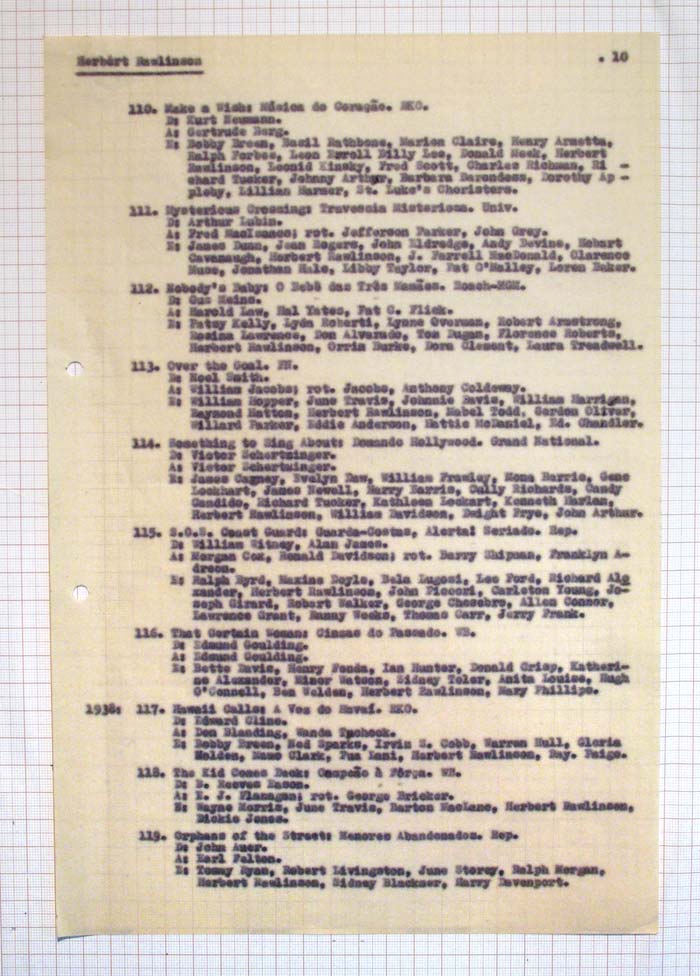 Herbert Rawlinson . 10
110. Make a Wish: Música do Coração. RKO.
D: Kurt Neumann.
A: Gertrude Berg.
E: Bobby Breen, Basil Rathbone, Marion Claire, Henry Armetta,
Ralph Forbes, Leon Erroll Billy Lee, Donald Meek, Herbert
Rawlinson, Leonid Kinsky, Fred Scott, Charles Richman, Ri -
chard Tucker, Johnny Arthur, Barbara Barondess, Dorothy Ap -
pleby, Lillian Harmer, St. Luke's Choristers.
111. Mysterious Crossing: Travessia Misteriosa. Univ.
D: Arthur Lubin.
A: Fred MacIsaacs; rot. Jefferson Parker, John Grey.
E: James Dunn, Jean Rogers, John Eldredge, Andy Devine, Hobart
Cavanaugh, Herbert Rawlinson, J. Farrell MacDonald, Clarence
Muse, Jonathan Hale, Libby Taylor, Pat O'Malley, Loren Baker.
112. Nobody's Baby: O Bebê das Três Mamães. Roach-MGM.
D: Gus Meins.
A: Harold Law, Hal Yates, Pat C. Flick.
E: Patsy Kelly, Lyda Roberti, Lynne Overman, Robert Armstrong,
Rosina Lawrence, Don Alvarado, Tom Dugan, Florence Roberts,
Herbert Rawlinson, Orrin Burke, Dora Clement, Laura Treadwell.
113. Over the Goal. FN.
D: Noel Smith.
A: William Jacobs; rot. Jacobs, Anthony Coldeway.
E: William Hopper, June Travis, Johnnie Davis, William Harrigan,
Raymond Hatton, Herbert Rawlinson, Mabel Todd, Gordon Oliver,
Willard Parker, Eddie Anderson, Hattie McDaniel, Ed. Chandler.
114. Something to Sing About: Domando Hollywood. Grand National.
D: Victor Schertzinger.
A: Victor Schertzinger.
E: James Cagney, Evelyn Daw, William Frawley, Mona Barrie, Gene
Lockhart, James Newell, Harry Barris, Cully Richards, Candy
Candido, Richard Tucker, Kathleen Lockart, Kenneth Harlan,
Herbert Rawlinson, William Davidson, Dwight Frye, John Arthur.
115. S.O.S. Coast Guard: Guarda-Costas, Alerta! Seriado. Rep.
D: William Witney, Alan James.
A: Morgan Cox, Ronald Davidson; rot. Barry Shipman, Franklyn A-
dreon.
E: Ralph Byrd, Maxine Doyle, Bela Lugosi, Lee Ford, Richard Ale
xander, Herbert Rawlinson, John Piccori, Carleton Young, Jo-
seph Girard, Robert Walker, George Chesebro, Allen Connor,
Lawrence Grant, Ranny Weeks, Thomas Carr, Jerry Frank.
116. That Certain Woman: Cinzas do Passado. WB.
D: Edmund Goulding.
A: Edmund Goulding.
E: Bette Davis, Henry Fonda, Ian Hunter, Donald Crisp, Katheri-
ne Alexander, Minor Watson, Sidney Toler, Anita Louise, Hugh
O'Connell, Ben Welden, Herbert Rawlinson, Mary Phillips.
1938: 117. Hawaii Calls: A Voz do Havaí. RKO.
D: Edward Cline.
A: Don Blanding, Wanda Tuchock.
E: Bobby Breen, Ned Sparks, Irvin S. Cobb, Warren Hull, Gloria
Holden, Mamo Clark, Pua Lani, Herbert Rawlinson, Ray. Paige.
118. The Kid Comes Back: Campeão à Fôrça. WB.
D: B. Reeves Eason.
A: E. J. Flanagan; rot. George Bricker.
E: Wayne Morris, June Travis, Barton MacLane, Herbert Rawlinson,
Dickie Jones.
119. Orphans of the Street: Menores Abandonados. Rep.
D: John Auer.
A: Earl Felton.
E: Tommy Ryan, Robert Livingston, June Storey, Ralph Morgan,
Herbert Rawlinson, Sidney Blackmer, Harry Davenport.